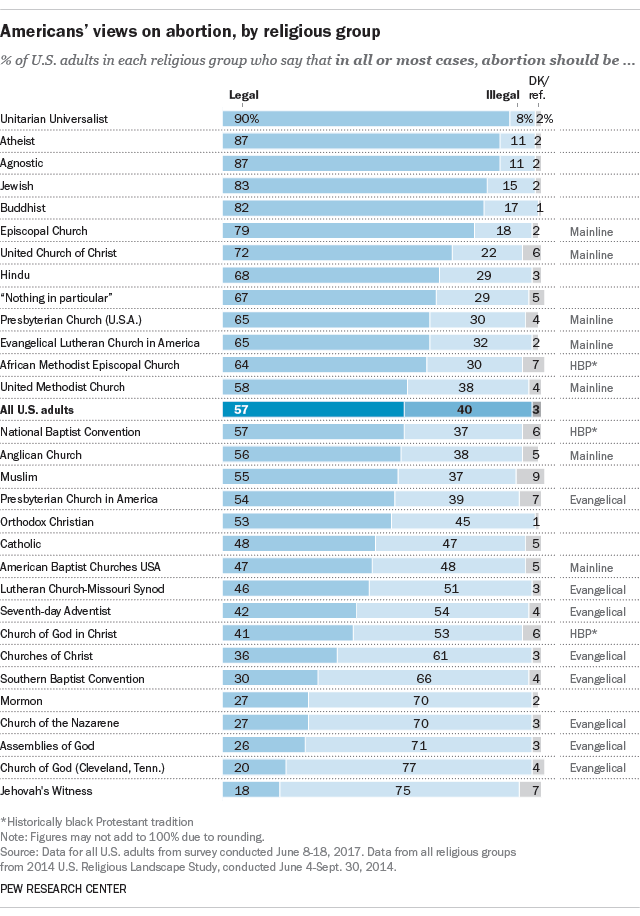 Americans' views on abortion, by religious group
% of U.S. adults in each religious group who say that in all or most cases, abortion should be ...
Legal Illegal DK/ref.
Unitarian Universalist 90% 8% 2%
Atheist 87 11 2
Agnostic 87 11 2
Jewish 83 15 2
Buddhist 82 17 1
Episcopal Church 79 18 2 Mainline
United Church of Christ 72 22 6 Mainline
Hindu 68 29 3
"Nothing in particular" 67 29 5
Presbyterian Church (U.S.A.) 65 30 4 Mainline
Evangelical Lutheran Church in America 65 32 2 Mainline
African Methodist Episcopal Church 64 30 7 HBP*
United Methodist Church 58 38 4 Mainline
All U.S. adults 57 40 3
National Baptist Convention 57 37 6 HBP*
Anglican Church 56 38 5 Mainline
Muslim 55 37 9
Presbyterian Church in America 54 39 7 Evangelical
Orthodox Christian 53 45 1
Catholic 48 47 5
American Baptist Churches USA 47 48 5 Mainline
Lutheran Church-Missouri Synod 46 51 3 Evangelical
Seventh-day Adventist 42 54 4 Evangelical
Church of God in Christ 41 53 6 HBP*
Churches of Christ 36 61 3 Evangelical
Southern Baptist Convention 30 66 4 Evangelical
Mormon 27 70 2
Church of the Nazarene 27 70 3 Evangelical
Assemblies of God 26 71 3 Evangelical
Church of God (Cleveland, Tenn.) 20 77 4 Evangelical
Jehovah's Witness 18 75 7
*Historically black Protestant tradition
Note: Figures may not add to 100% due to rounding.
Source: Data for all U.S. adults from survey conducted June 8-18, 2017. Data from all religious groups
from 2014 U.S. Religious Landscape Study, conducted June 4-Sept. 30, 2014.
PEW RESEARCH CENTER